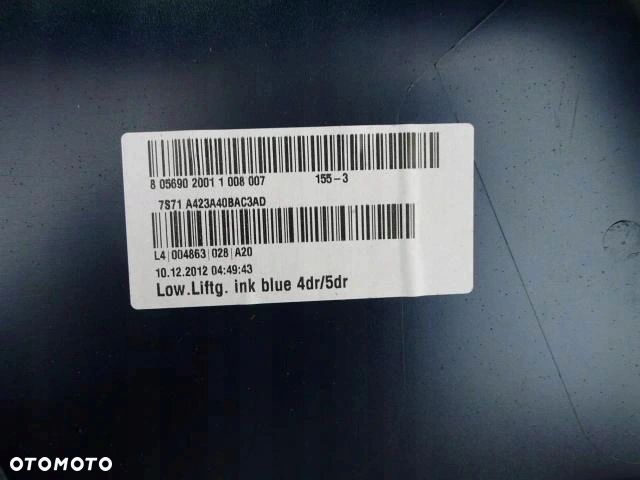 8 05690 2001 1 008 007 155-3
7S71 A423A40BAC3AD
L4 004863 028 A20
10.12.2012 04:49:43
Low.Liftg. ink blue 4dr/5dr
OTOMOTO